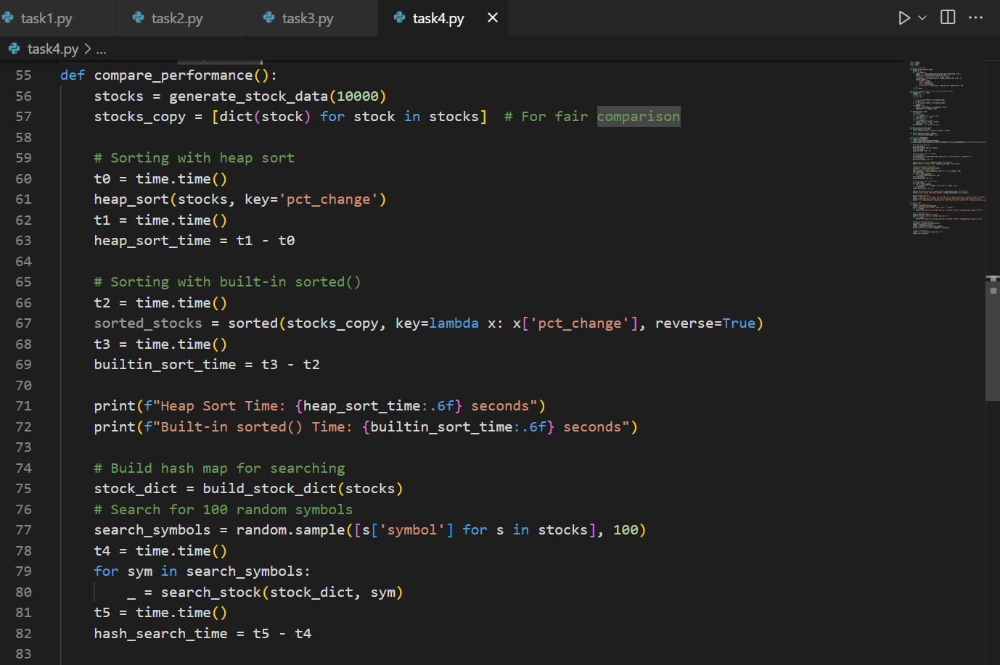 task1.py task2.py task3.py task4.py
task4.py > ...
55 def compare_performance():
56 stocks = generate_stock_data(10000)
57 stocks_copy = [dict(stock) for stock in stocks]  # For fair comparison
58
59 # Sorting with heap sort
60 t0 = time.time()
61 heap_sort(stocks, key='pct_change')
62 t1 = time.time()
63 heap_sort_time = t1 - t0
64
65 # Sorting with built-in sorted()
66 t2 = time.time()
67 sorted_stocks = sorted(stocks_copy, key=lambda x: x['pct_change'], reverse=True)
68 t3 = time.time()
69 builtin_sort_time = t3 - t2
70
71 print(f"Heap Sort Time: {heap_sort_time:.6f} seconds")
72 print(f"Built-in sorted() Time: {builtin_sort_time:.6f} seconds")
73
74 # Build hash map for searching
75 stock_dict = build_stock_dict(stocks)
76 # Search for 100 random symbols
77 search_symbols = random.sample([s['symbol'] for s in stocks], 100)
78 t4 = time.time()
79 for sym in search_symbols:
80 _ = search_stock(stock_dict, sym)
81 t5 = time.time()
82 hash_search_time = t5 - t4
83